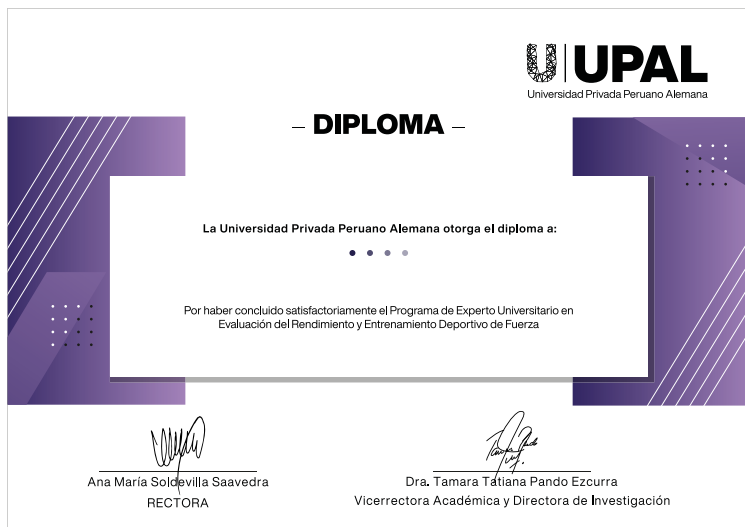 UPAL
Universidad Privada Peruano Alemana
– DIPLOMA –
La Universidad Privada Peruano Alemana otorga el diploma a:
Por haber concluido satisfactoriamente el Programa de Experto Universitario en
Evaluación del Rendimiento y Entrenamiento Deportivo de Fuerza
Ana María Soldevilla Saavedra
RECTORA
Dra. Tamara Tatiana Pando Ezcurra
Vicerrectora Académica y Directora de Investigación